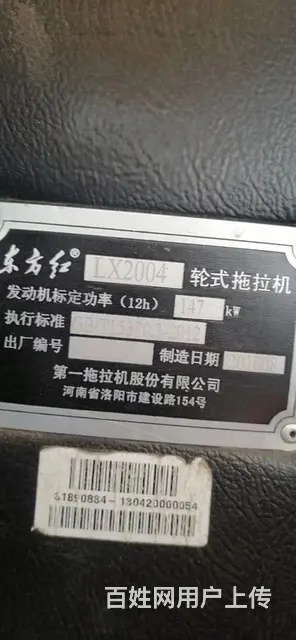 东方红® LX2004 轮式拖拉机
发动机标定功率（12h） 147 kW
执行标准
出厂编号 制造日期
第一拖拉机股份有限公司
河南省洛阳市建设路154号
31890884-180420000054
百姓网用户上传